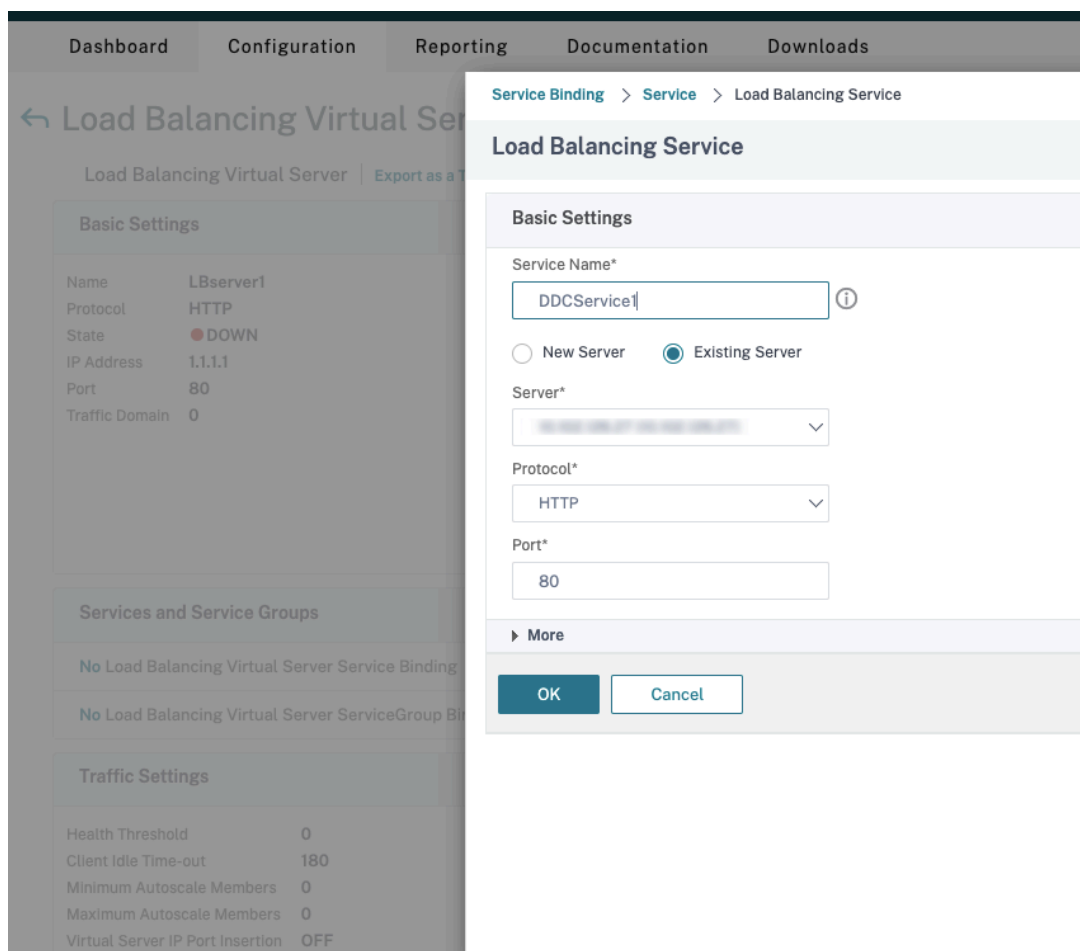 Dashboard Configuration Reporting Documentation Downloads
Load Balancing Virtual Ser
Load Balancing Virtual Server Export as a T
Basic Settings
Name LBserver1
Protocol HTTP
State DOWN
IP Address 1.1.1.1
Port 80
Traffic Domain 0
Services and Service Groups
No Load Balancing Virtual Server Service Binding
No Load Balancing Virtual Server ServiceGroup Bi
Traffic Settings
Health Threshold 0
Client Idle Time-out 180
Minimum Autoscale Members 0
Maximum Autoscale Members 0
Virtual Server IP Port Insertion OFF
Service Binding > Service > Load Balancing Service
Load Balancing Service
Basic Settings
Service Name*
DDCService1
New Server Existing Server
Server*
Protocol*
HTTP
Port*
80
More
OK Cancel